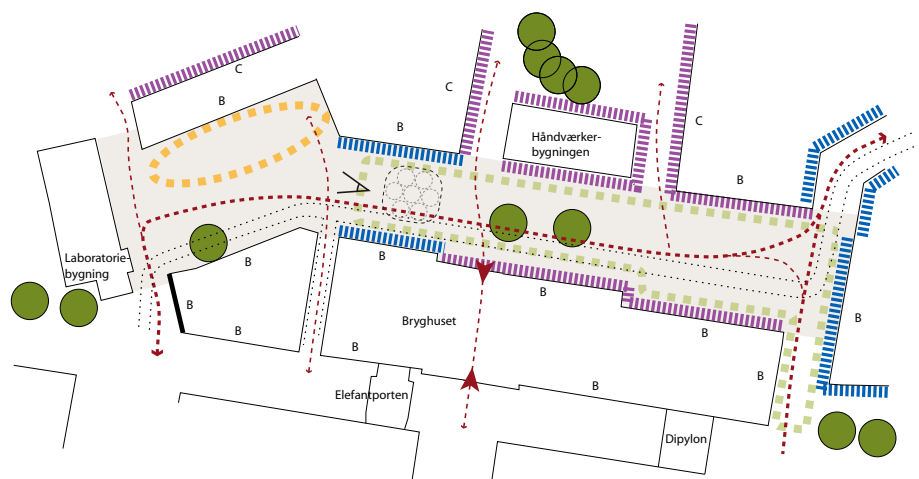 C
B
C
B
Håndværker-
bygningen
C
B
Laboratorie-
bygning
B
B
B
B
B
B
Bryghuset
B
B
B
B
B
Elefantporten
Dipylon